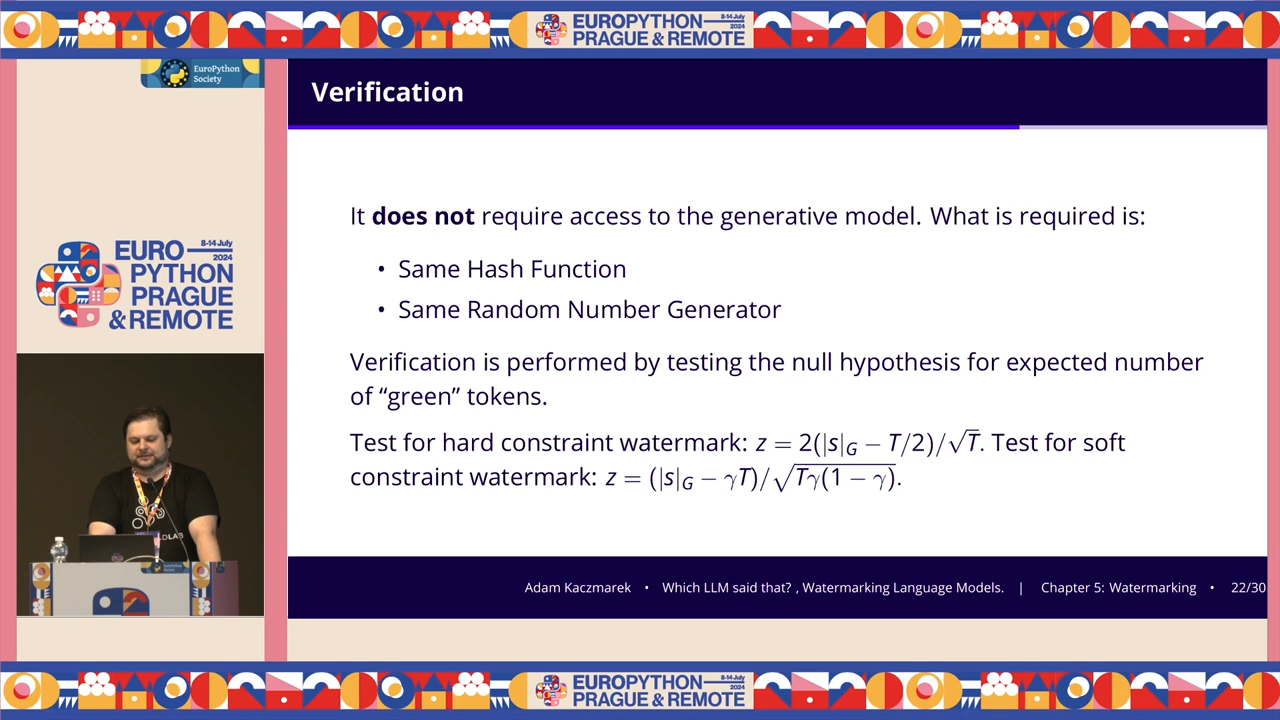 8-14 July
2024
EUROPYTHON
PRAGUE & REMOTE
EuroPython
Society
8-14 July
2024
EURO
PYTHON
PRAGUE
& REMOTE
Verification
It does not require access to the generative model. What is required is:
• Same Hash Function
• Same Random Number Generator
Verification is performed by testing the null hypothesis for expected number
of “green” tokens.
Test for hard constraint watermark: z = 2(|s|_G − T/2)/√T. Test for soft
constraint watermark: z = (|s|_G − γT)/√(Tγ(1 − γ)).
Adam Kaczmarek • Which LLM said that? , Watermarking Language Models. | Chapter 5: Watermarking • 22/30
8-14 July
2024
EUROPYTHON
PRAGUE & REMOTE